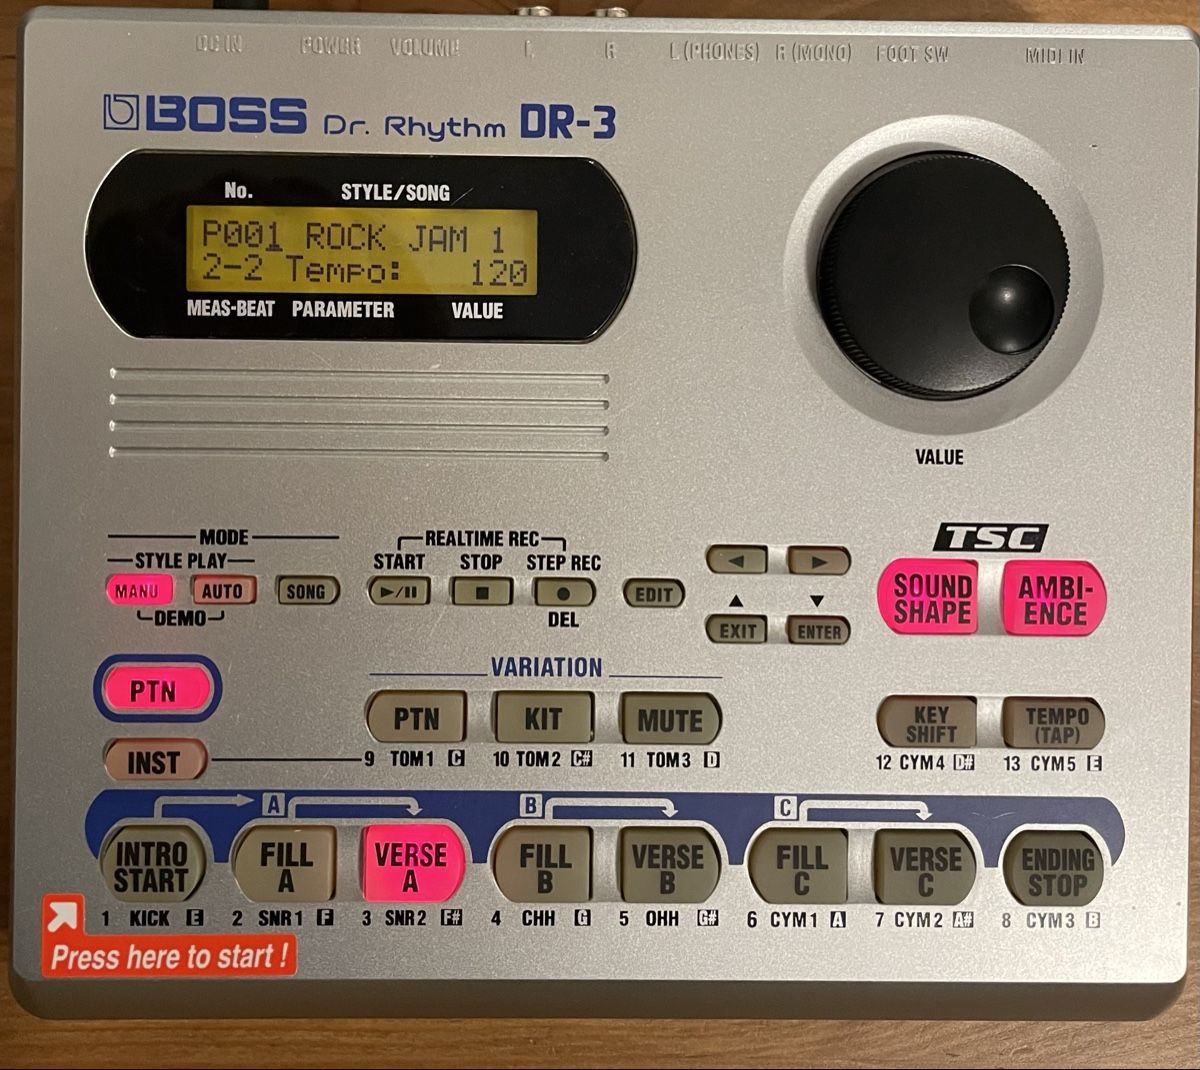 DC IN POWER VOLUME L R L (PHONES) R (MONO) FOOT SW MIDI IN
BOSS Dr. Rhythm DR-3
No. STYLE/SONG
P001 ROCK JAM 1
2-2 Tempo: 120
MEAS-BEAT PARAMETER VALUE
VALUE
MODE
STYLE PLAY
MANU AUTO SONG
DEMO
REALTIME REC
START STOP STEP REC
▶/II ■ ●
DEL
EDIT
◀ ▶
▲ ▼
EXIT ENTER
TSC
SOUND SHAPE
AMBI-ENCE
PTN
VARIATION
PTN KIT MUTE
KEY SHIFT
TEMPO (TAP)
INST
9 TOM1 C 10 TOM2 C# 11 TOM3 D 12 CYM4 D# 13 CYM5 E
A B C
INTRO START
FILL A
VERSE A
FILL B
VERSE B
FILL C
VERSE C
ENDING STOP
1 KICK E 2 SNR1 F 3 SNR2 F# 4 CHH G 5 OHH G# 6 CYM1 A 7 CYM2 A# 8 CYM3 B
Press here to start !